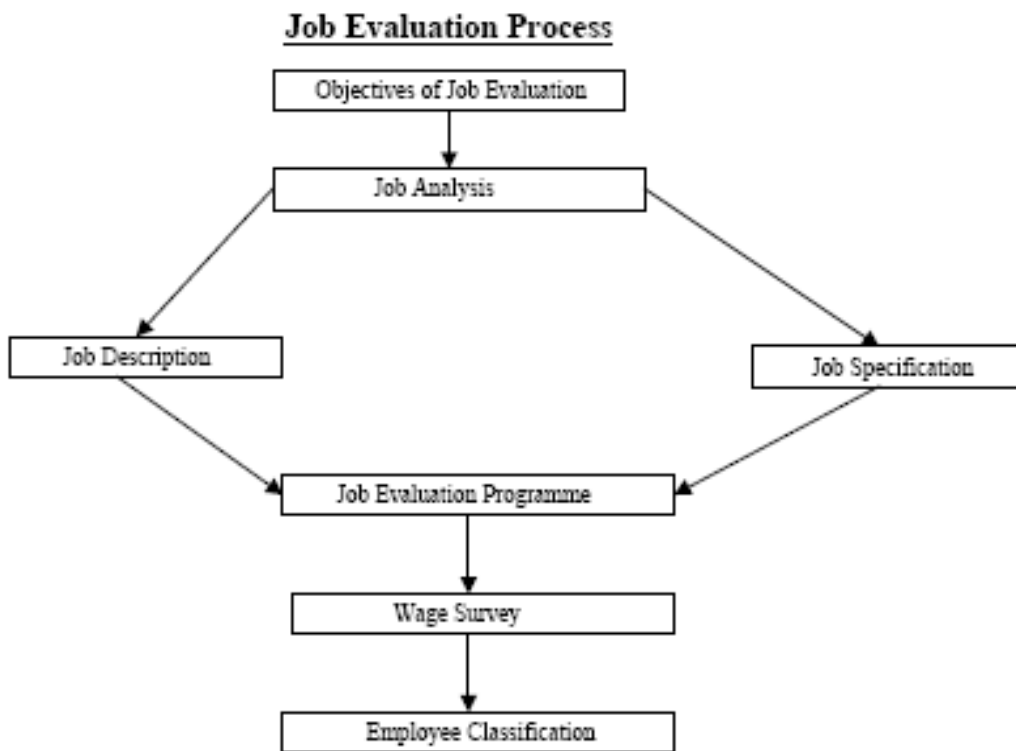 Job Evaluation Process
Objectives of Job Evaluation
Job Analysis
Job Description
Job Specification
Job Evaluation Programme
Wage Survey
Employee Classification